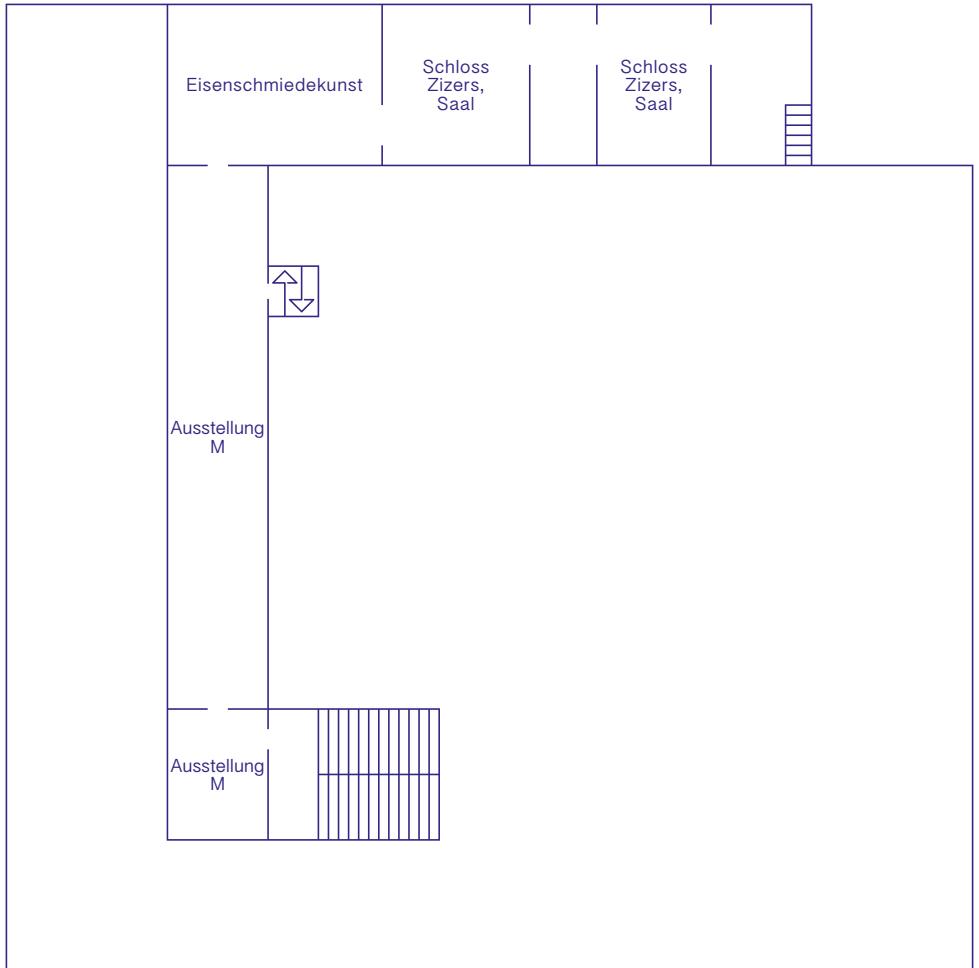 Eisenschmiedekunst
Schloss
Zizers,
Saal
Schloss
Zizers,
Saal
Ausstellung
M
Ausstellung
M